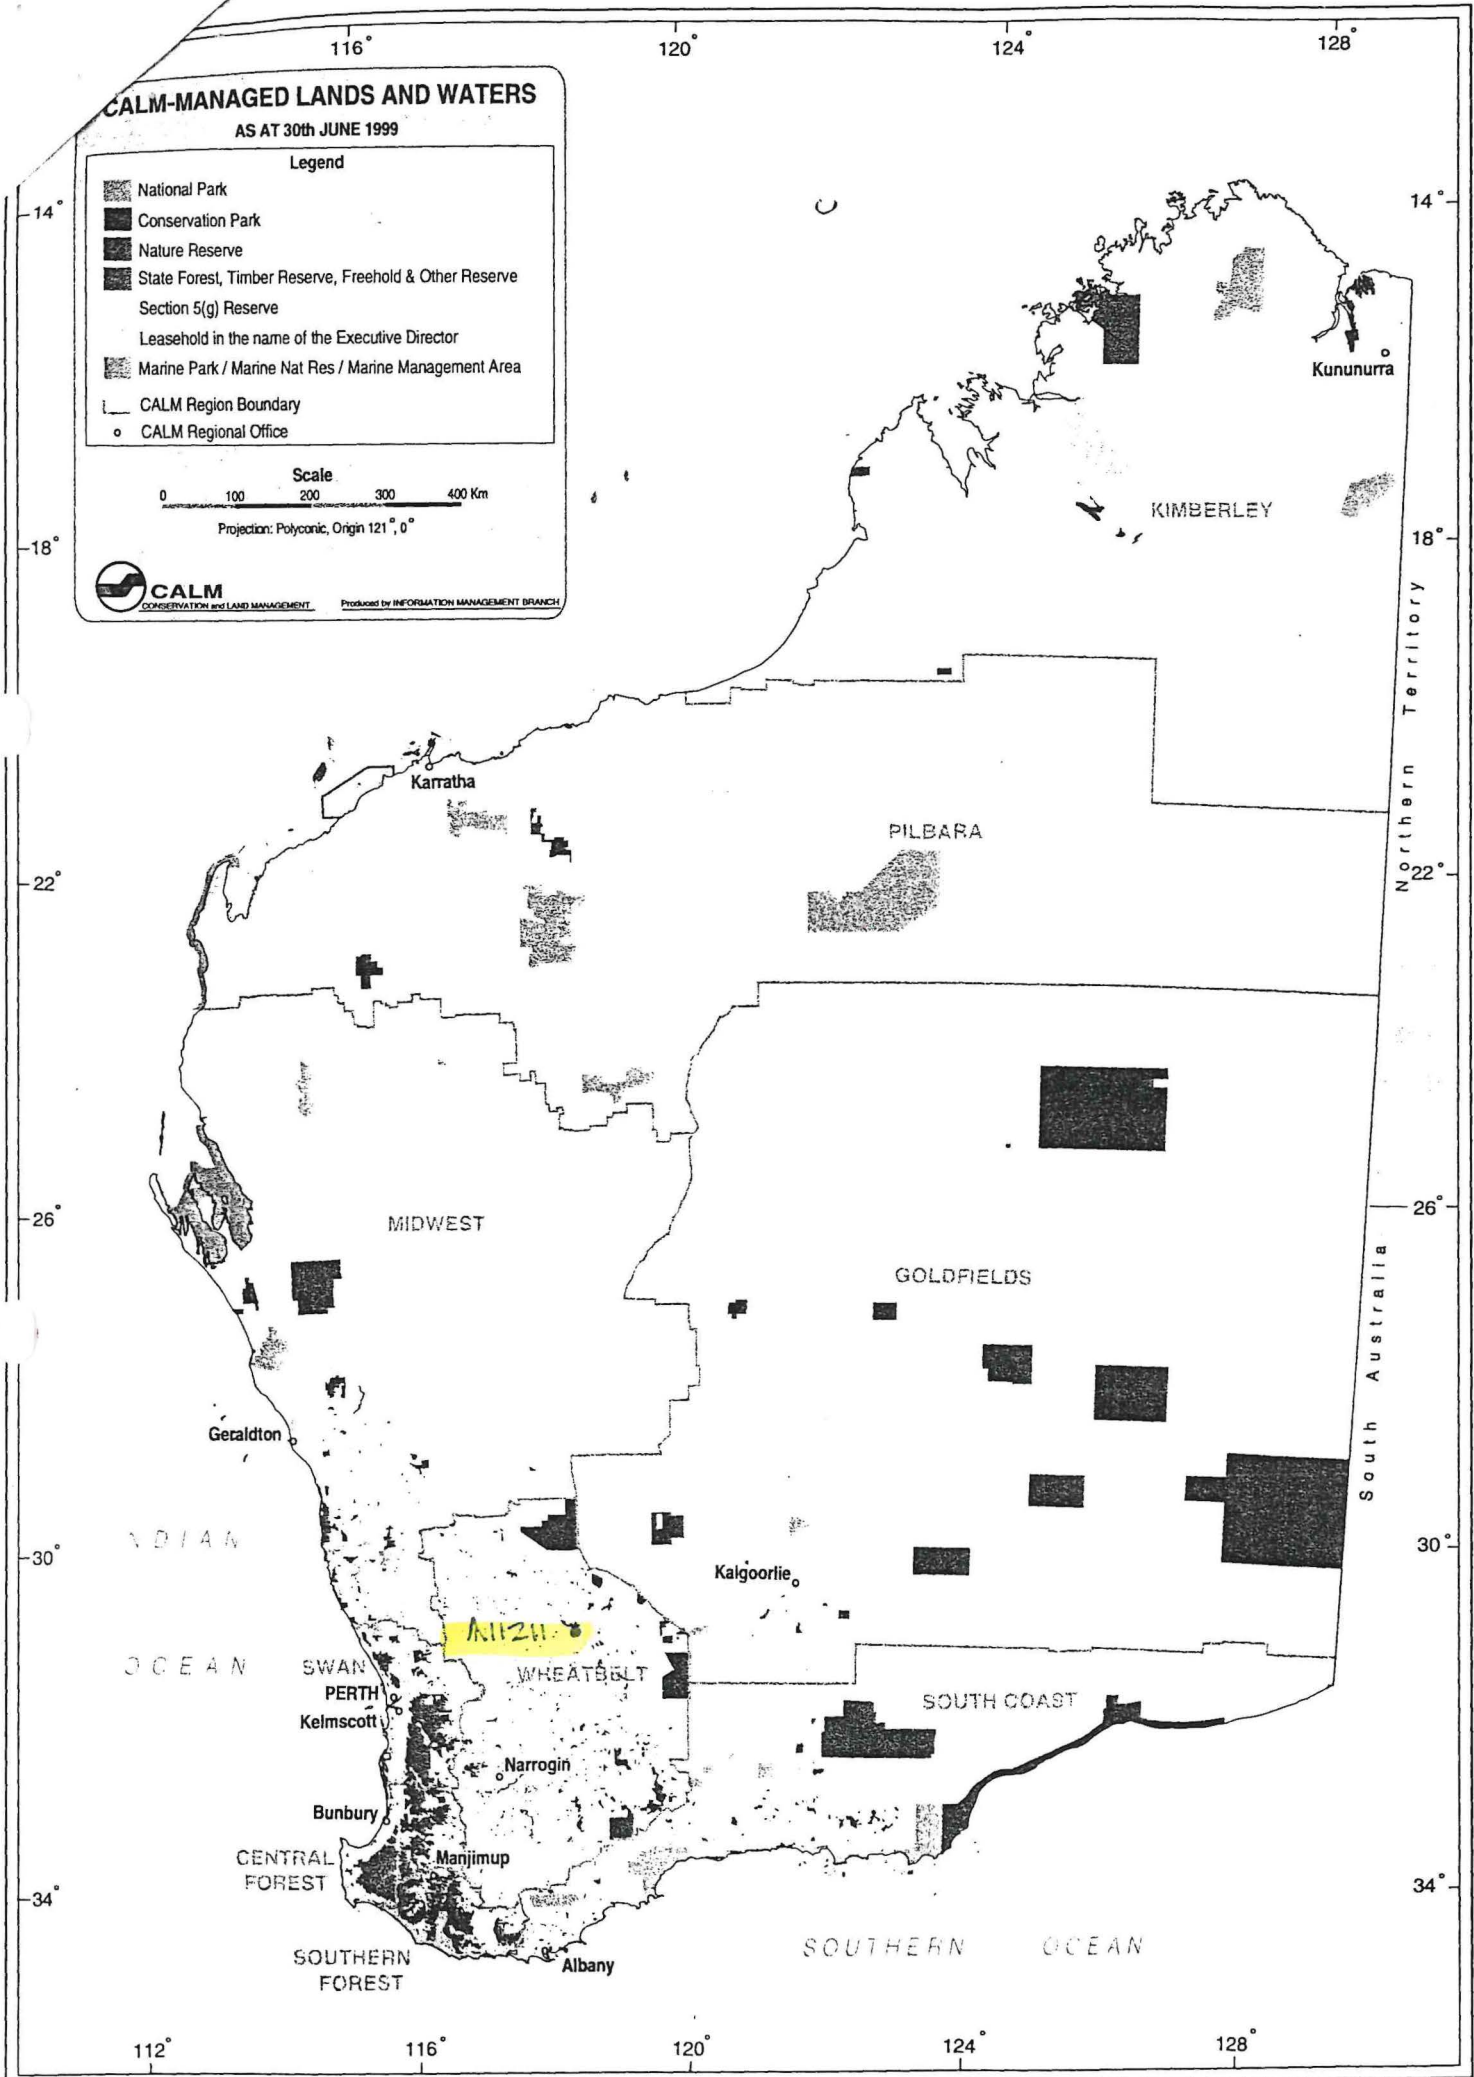 116° 120° 124° 128°
CALM-MANAGED LANDS AND WATERS
AS AT 30th JUNE 1999
Legend
National Park
Conservation Park
Nature Reserve
State Forest, Timber Reserve, Freehold & Other Reserve
Section 5(g) Reserve
Leasehold in the name of the Executive Director
Marine Park / Marine Nat Res / Marine Management Area
CALM Region Boundary
CALM Regional Office
Scale
0 100 200 300 400 Km
Projection: Polyconic, Origin 121°, 0°
CALM
CONSERVATION and LAND MANAGEMENT Produced by INFORMATION MANAGEMENT BRANCH
14° 14°
Kununurra
KIMBERLEY
18° 18°
Northern Territory
Karratha
PILBARA
22° 22°
26° 26°
MIDWEST
GOLDFIELDS
South Australia
Geraldton
NDIAN
30° 30°
Kalgoorlie
OCEAN
SWAN
WHEATBELT
PERTH
SOUTH COAST
Kelmscott
Narrogin
Bunbury
CENTRAL
FOREST
Manjimup
34° 34°
SOUTHERN OCEAN
SOUTHERN
FOREST
Albany
112° 116° 120° 124° 128°